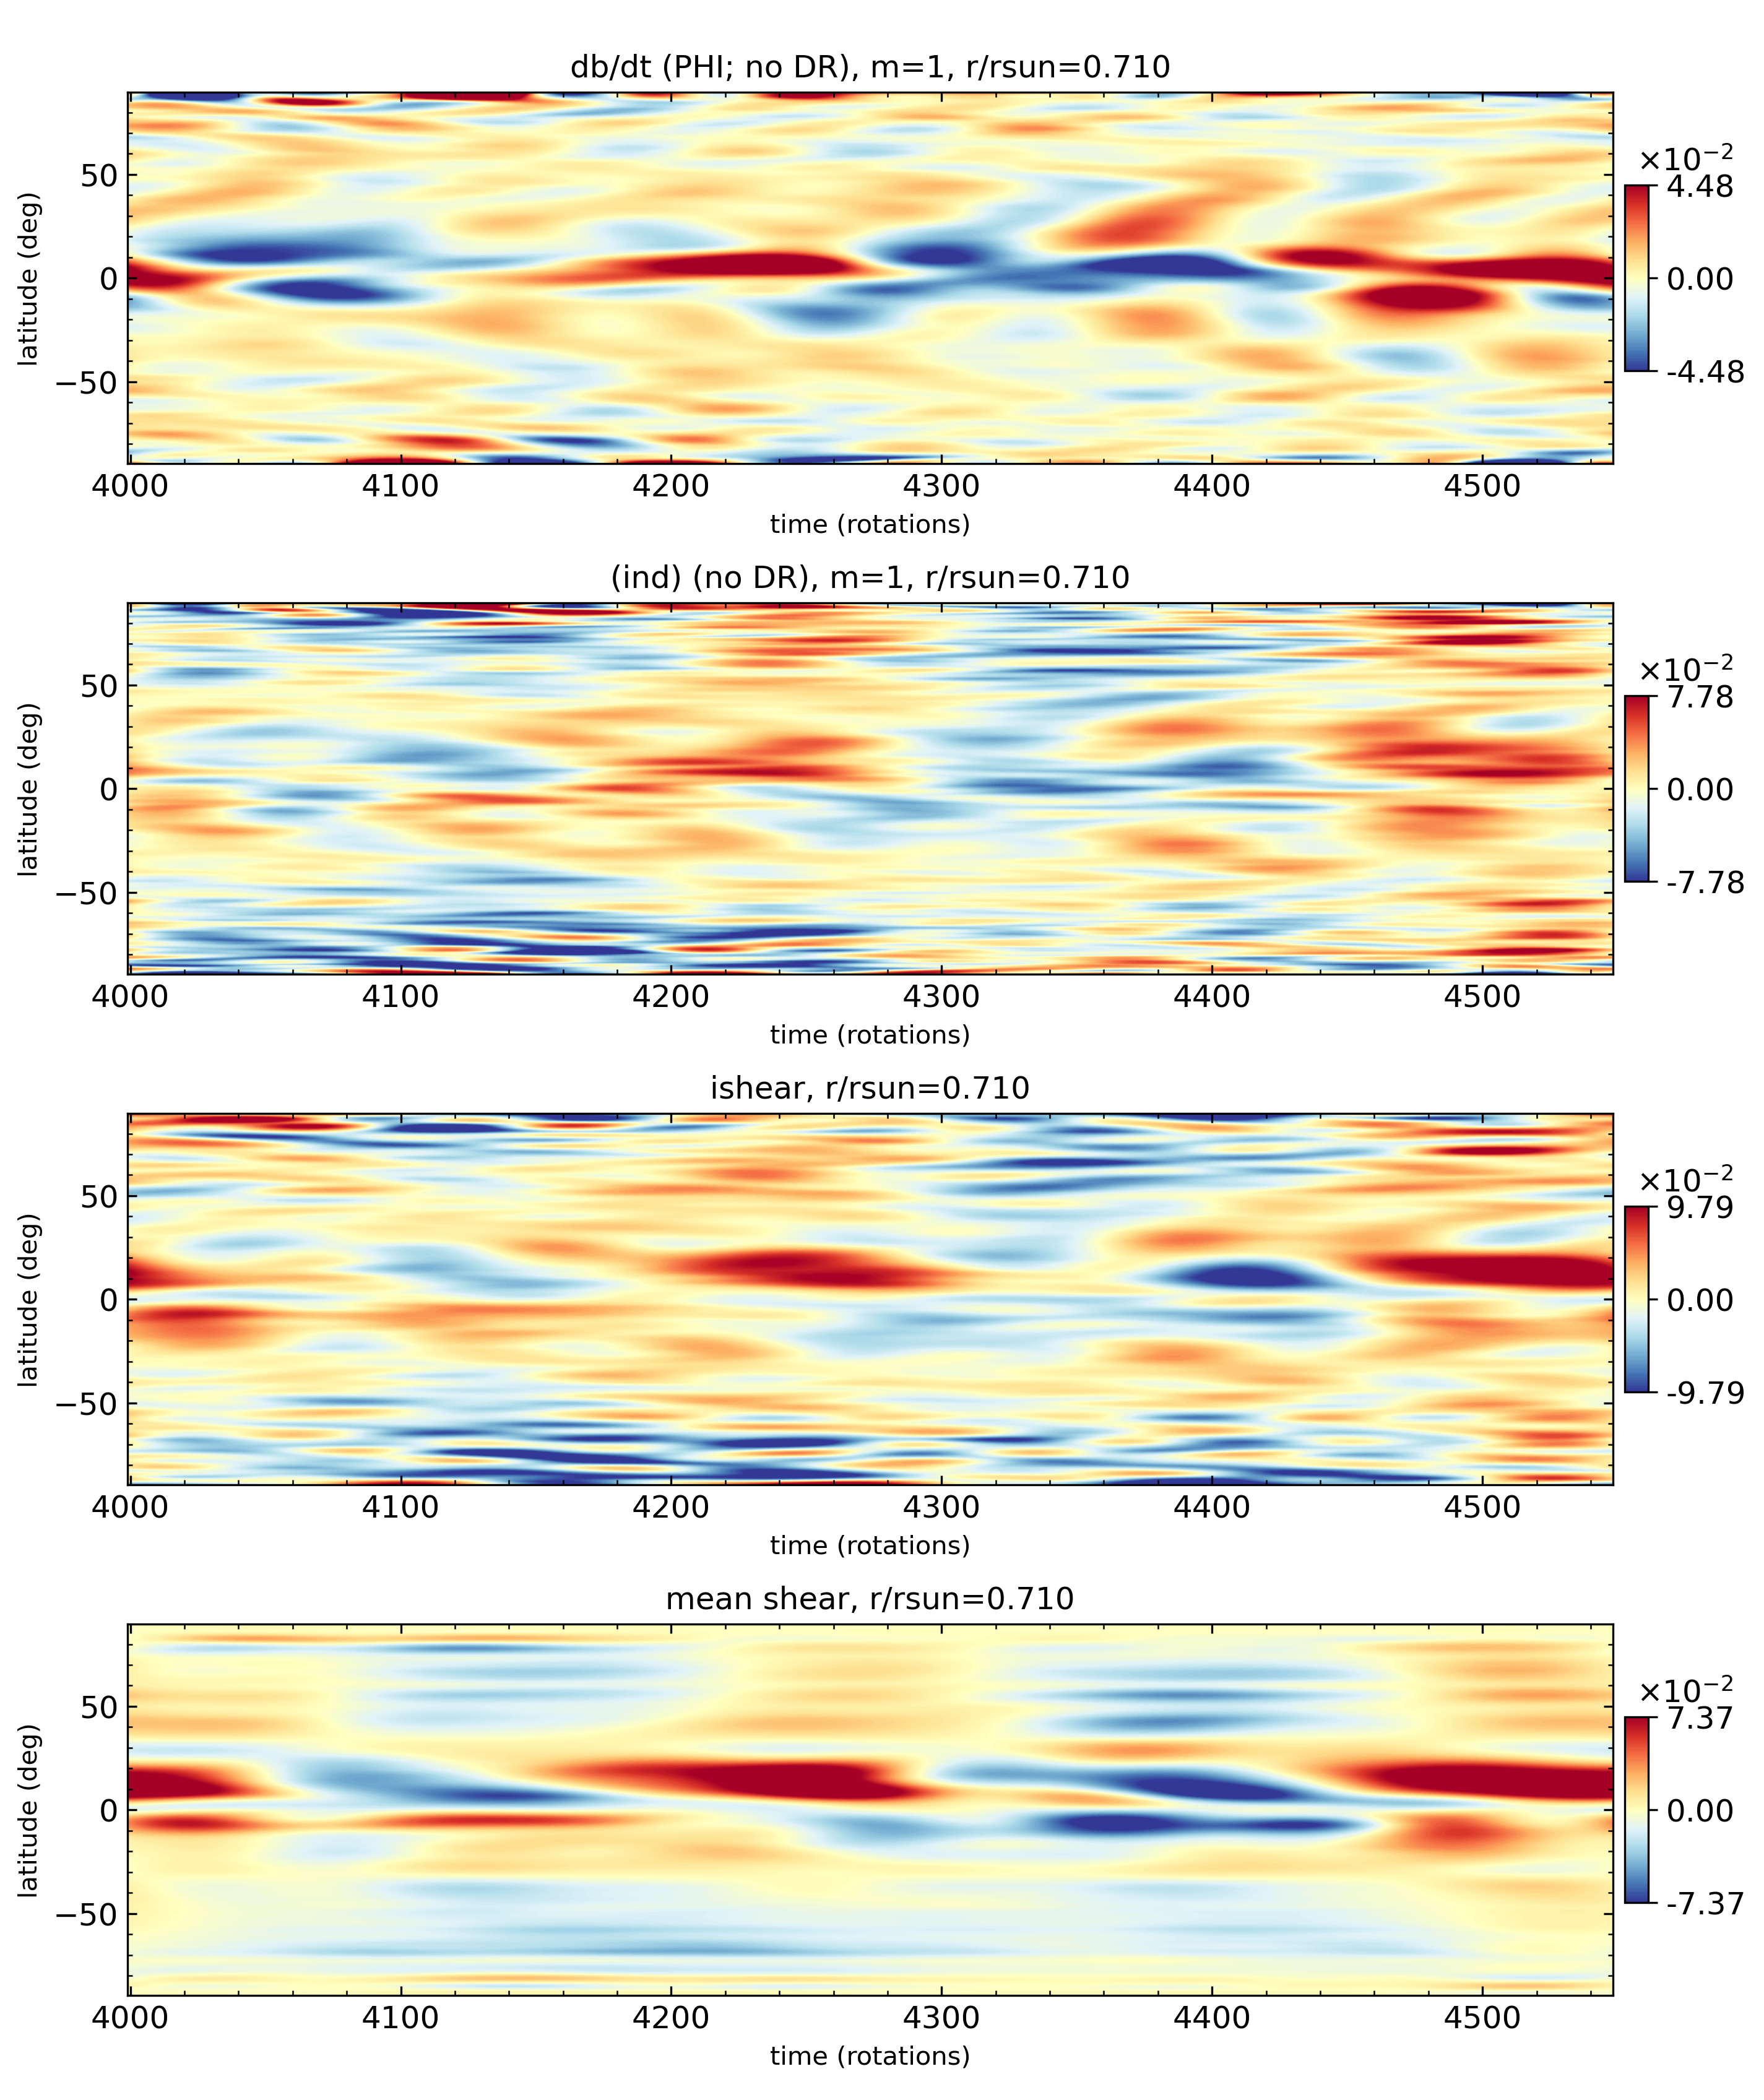 db/dt (PHI; no DR), m=1, r/rsun=0.710
×10⁻²
4.48
50
0
−50
latitude (deg)
0.00
-4.48
4000 4100 4200 4300 4400 4500
time (rotations)
(ind) (no DR), m=1, r/rsun=0.710
×10⁻²
7.78
50
0
−50
latitude (deg)
0.00
-7.78
4000 4100 4200 4300 4400 4500
time (rotations)
ishear, r/rsun=0.710
×10⁻²
9.79
50
0
−50
latitude (deg)
0.00
-9.79
4000 4100 4200 4300 4400 4500
time (rotations)
mean shear, r/rsun=0.710
×10⁻²
7.37
50
0
−50
latitude (deg)
0.00
-7.37
4000 4100 4200 4300 4400 4500
time (rotations)